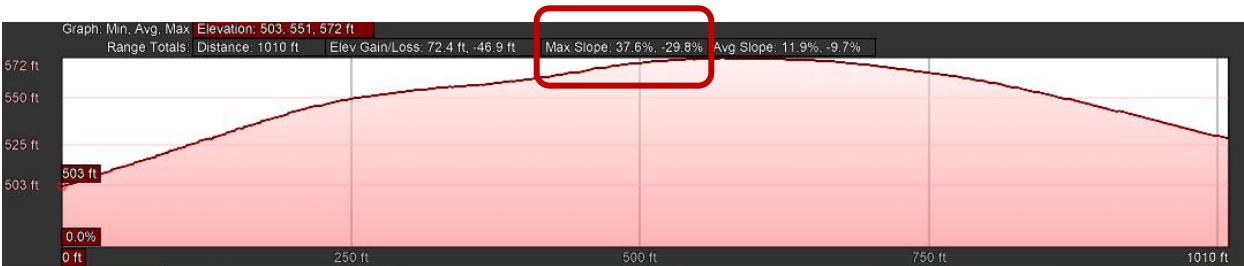 Graph: Min, Avg, Max Elevation: 503, 551, 572 ft
Range Totals: Distance: 1010 ft Elev Gain/Loss: 72.4 ft, -46.9 ft Max Slope: 37.6%, -29.8% Avg Slope: 11.9%, -9.7%
572 ft
550 ft
525 ft
503 ft
503 ft
0.0%
0 ft 250 ft 500 ft 750 ft 1010 ft